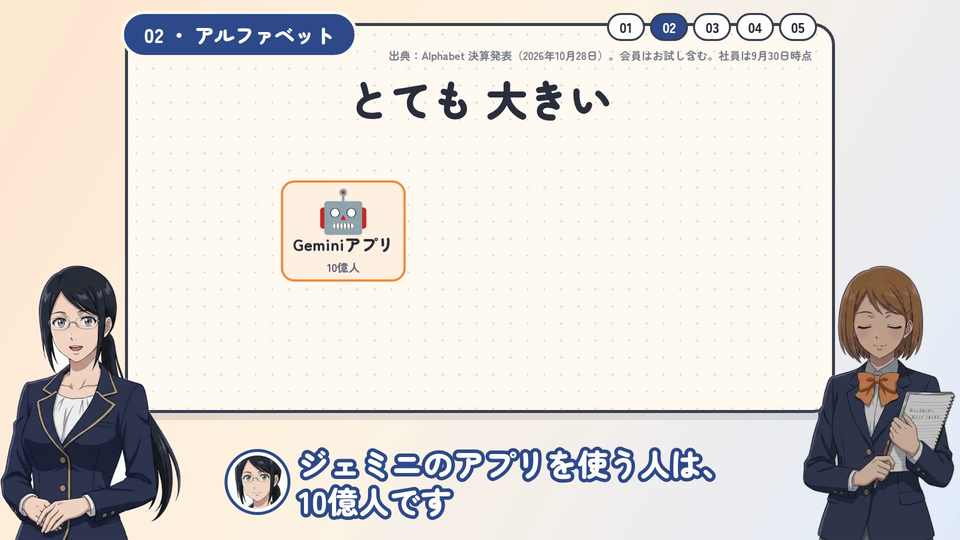 02 ・ アルファベット
01 02 03 04 05
出典：Alphabet 決算発表（2026年10月28日）。会員はお試し含む。社員は9月30日時点
とても 大きい
Geminiアプリ
10億人
ジェミニのアプリを使う人は、
10億人です